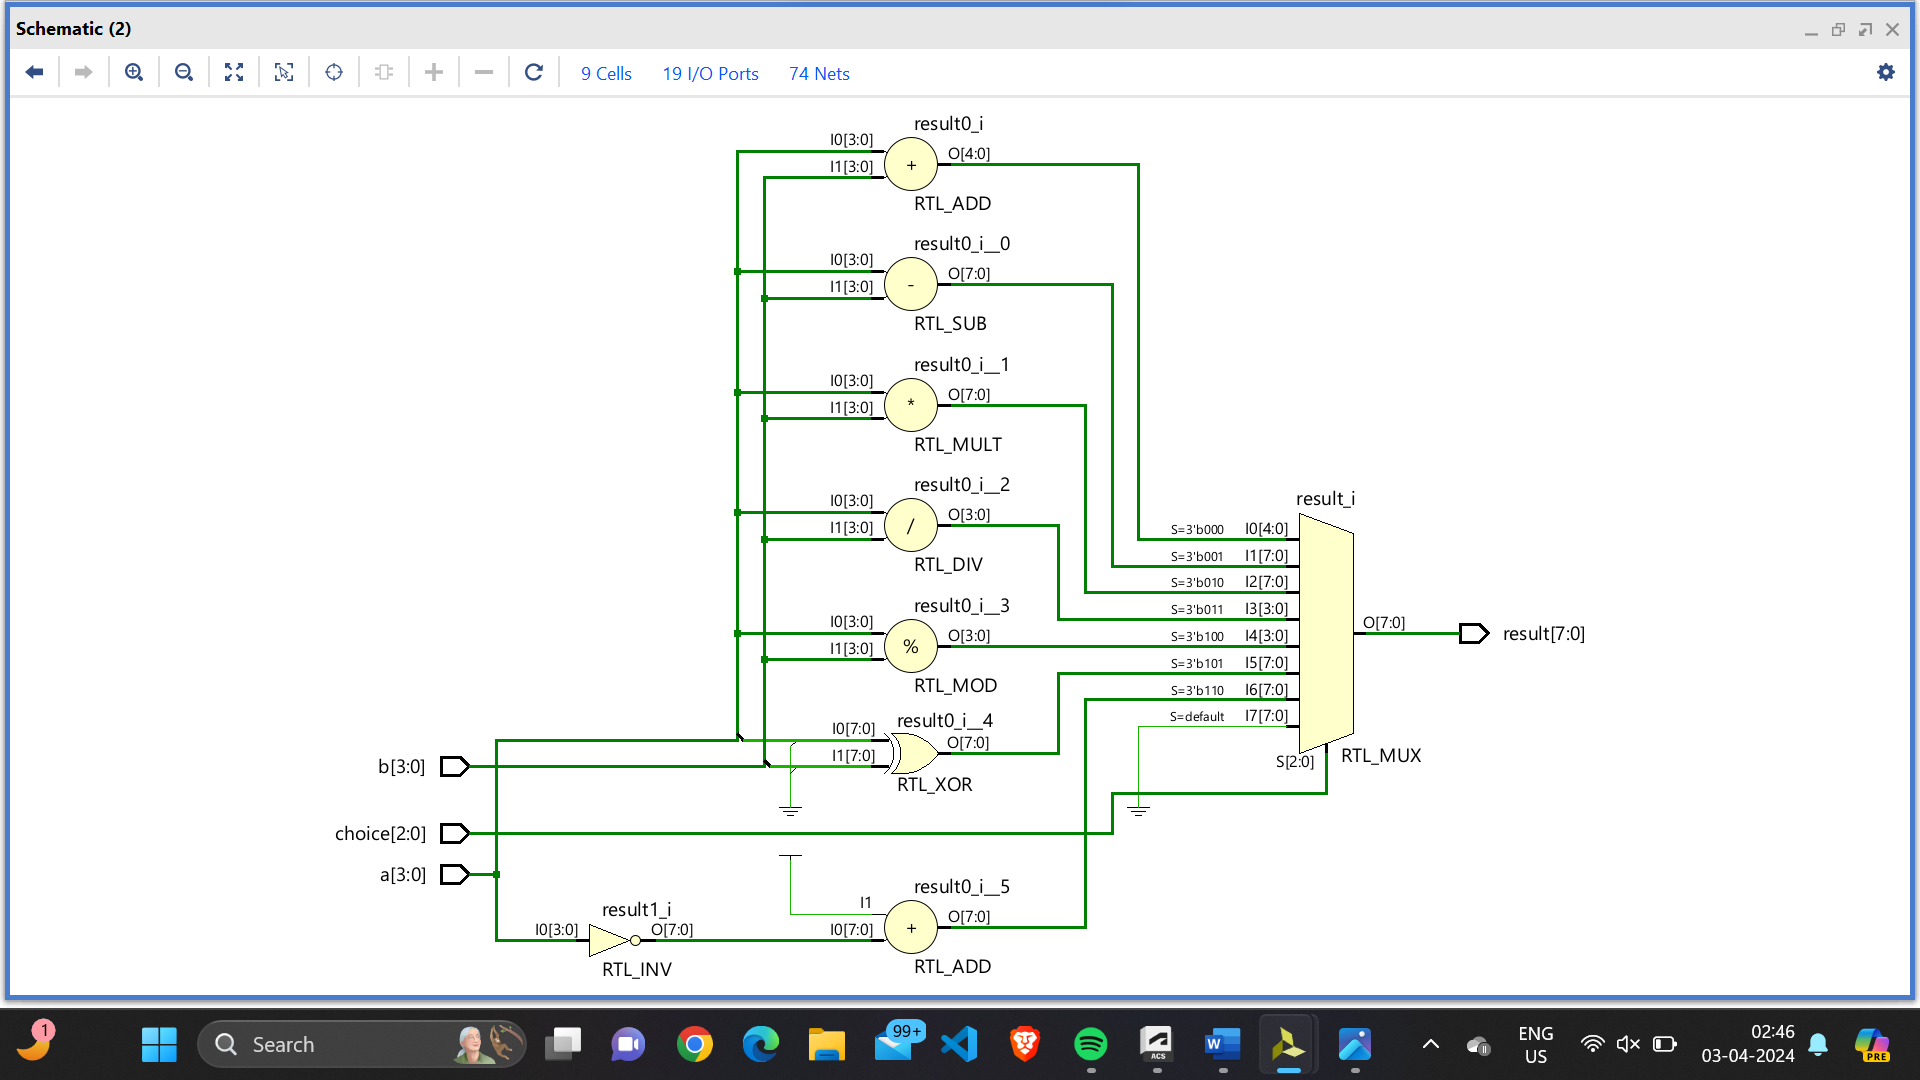 Schematic (2)
9 Cells 19 I/O Ports 74 Nets
result0_i
I0[3:0]
I1[3:0]
+
O[4:0]
RTL_ADD
result0_i__0
I0[3:0]
I1[3:0]
-
O[7:0]
RTL_SUB
result0_i__1
I0[3:0]
I1[3:0]
*
O[7:0]
RTL_MULT
result0_i__2
I0[3:0]
I1[3:0]
/
O[3:0]
RTL_DIV
result0_i__3
I0[3:0]
I1[3:0]
%
O[3:0]
RTL_MOD
result0_i__4
I0[7:0]
I1[7:0]
O[7:0]
RTL_XOR
result_i
S=3'b000 I0[4:0]
S=3'b001 I1[7:0]
S=3'b010 I2[7:0]
S=3'b011 I3[3:0]
S=3'b100 I4[3:0]
S=3'b101 I5[7:0]
S=3'b110 I6[7:0]
S=default I7[7:0]
S[2:0]
O[7:0]
RTL_MUX
result[7:0]
b[3:0]
choice[2:0]
a[3:0]
result1_i
I0[3:0]
O[7:0]
RTL_INV
result0_i__5
I1
I0[7:0]
+
O[7:0]
RTL_ADD
1
Search
99+
ACS
W
ENG
US
02:46
03-04-2024
PRE